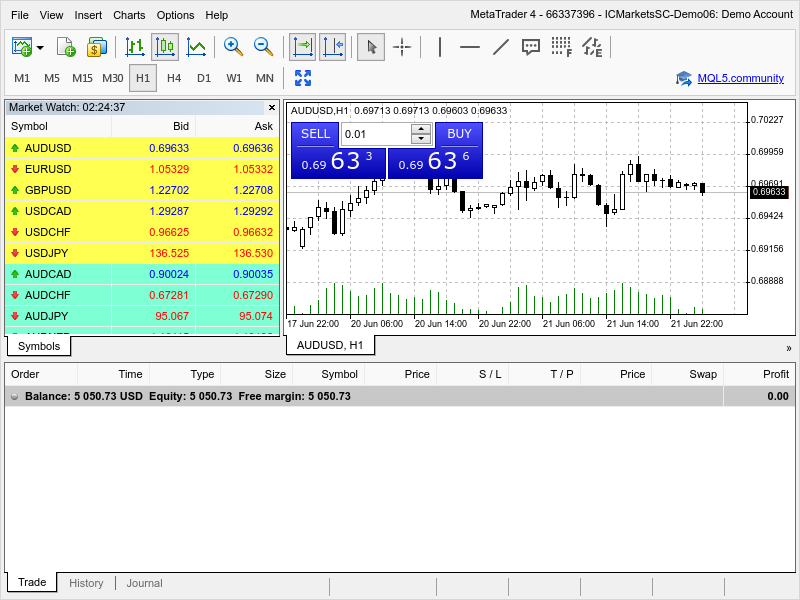 File View Insert Charts Options Help
MetaTrader 4 - 66337396 - ICMarketsSC-Demo06: Demo Account
M1 M5 M15 M30 H1 H4 D1 W1 MN
MQL5.community
Market Watch: 02:24:37
Symbol Bid Ask
AUDUSD 0.69633 0.69636
EURUSD 1.05329 1.05332
GBPUSD 1.22702 1.22708
USDCAD 1.29287 1.29292
USDCHF 0.96625 0.96632
USDJPY 136.525 136.530
AUDCAD 0.90024 0.90035
AUDCHF 0.67281 0.67290
AUDJPY 95.067 95.074
Symbols
AUDUSD,H1 0.69713 0.69713 0.69603 0.69633
SELL 0.01 BUY
0.69 63 3 0.69 63 6
0.70227
0.69959
0.69691
0.69633
0.69424
0.69156
0.68888
17 Jun 22:00 20 Jun 06:00 20 Jun 14:00 20 Jun 22:00 21 Jun 06:00 21 Jun 14:00 21 Jun 22:00
AUDUSD, H1
»
Order Time Type Size Symbol Price S / L T / P Price Swap Profit
Balance: 5 050.73 USD Equity: 5 050.73 Free margin: 5 050.73 0.00
Trade History Journal